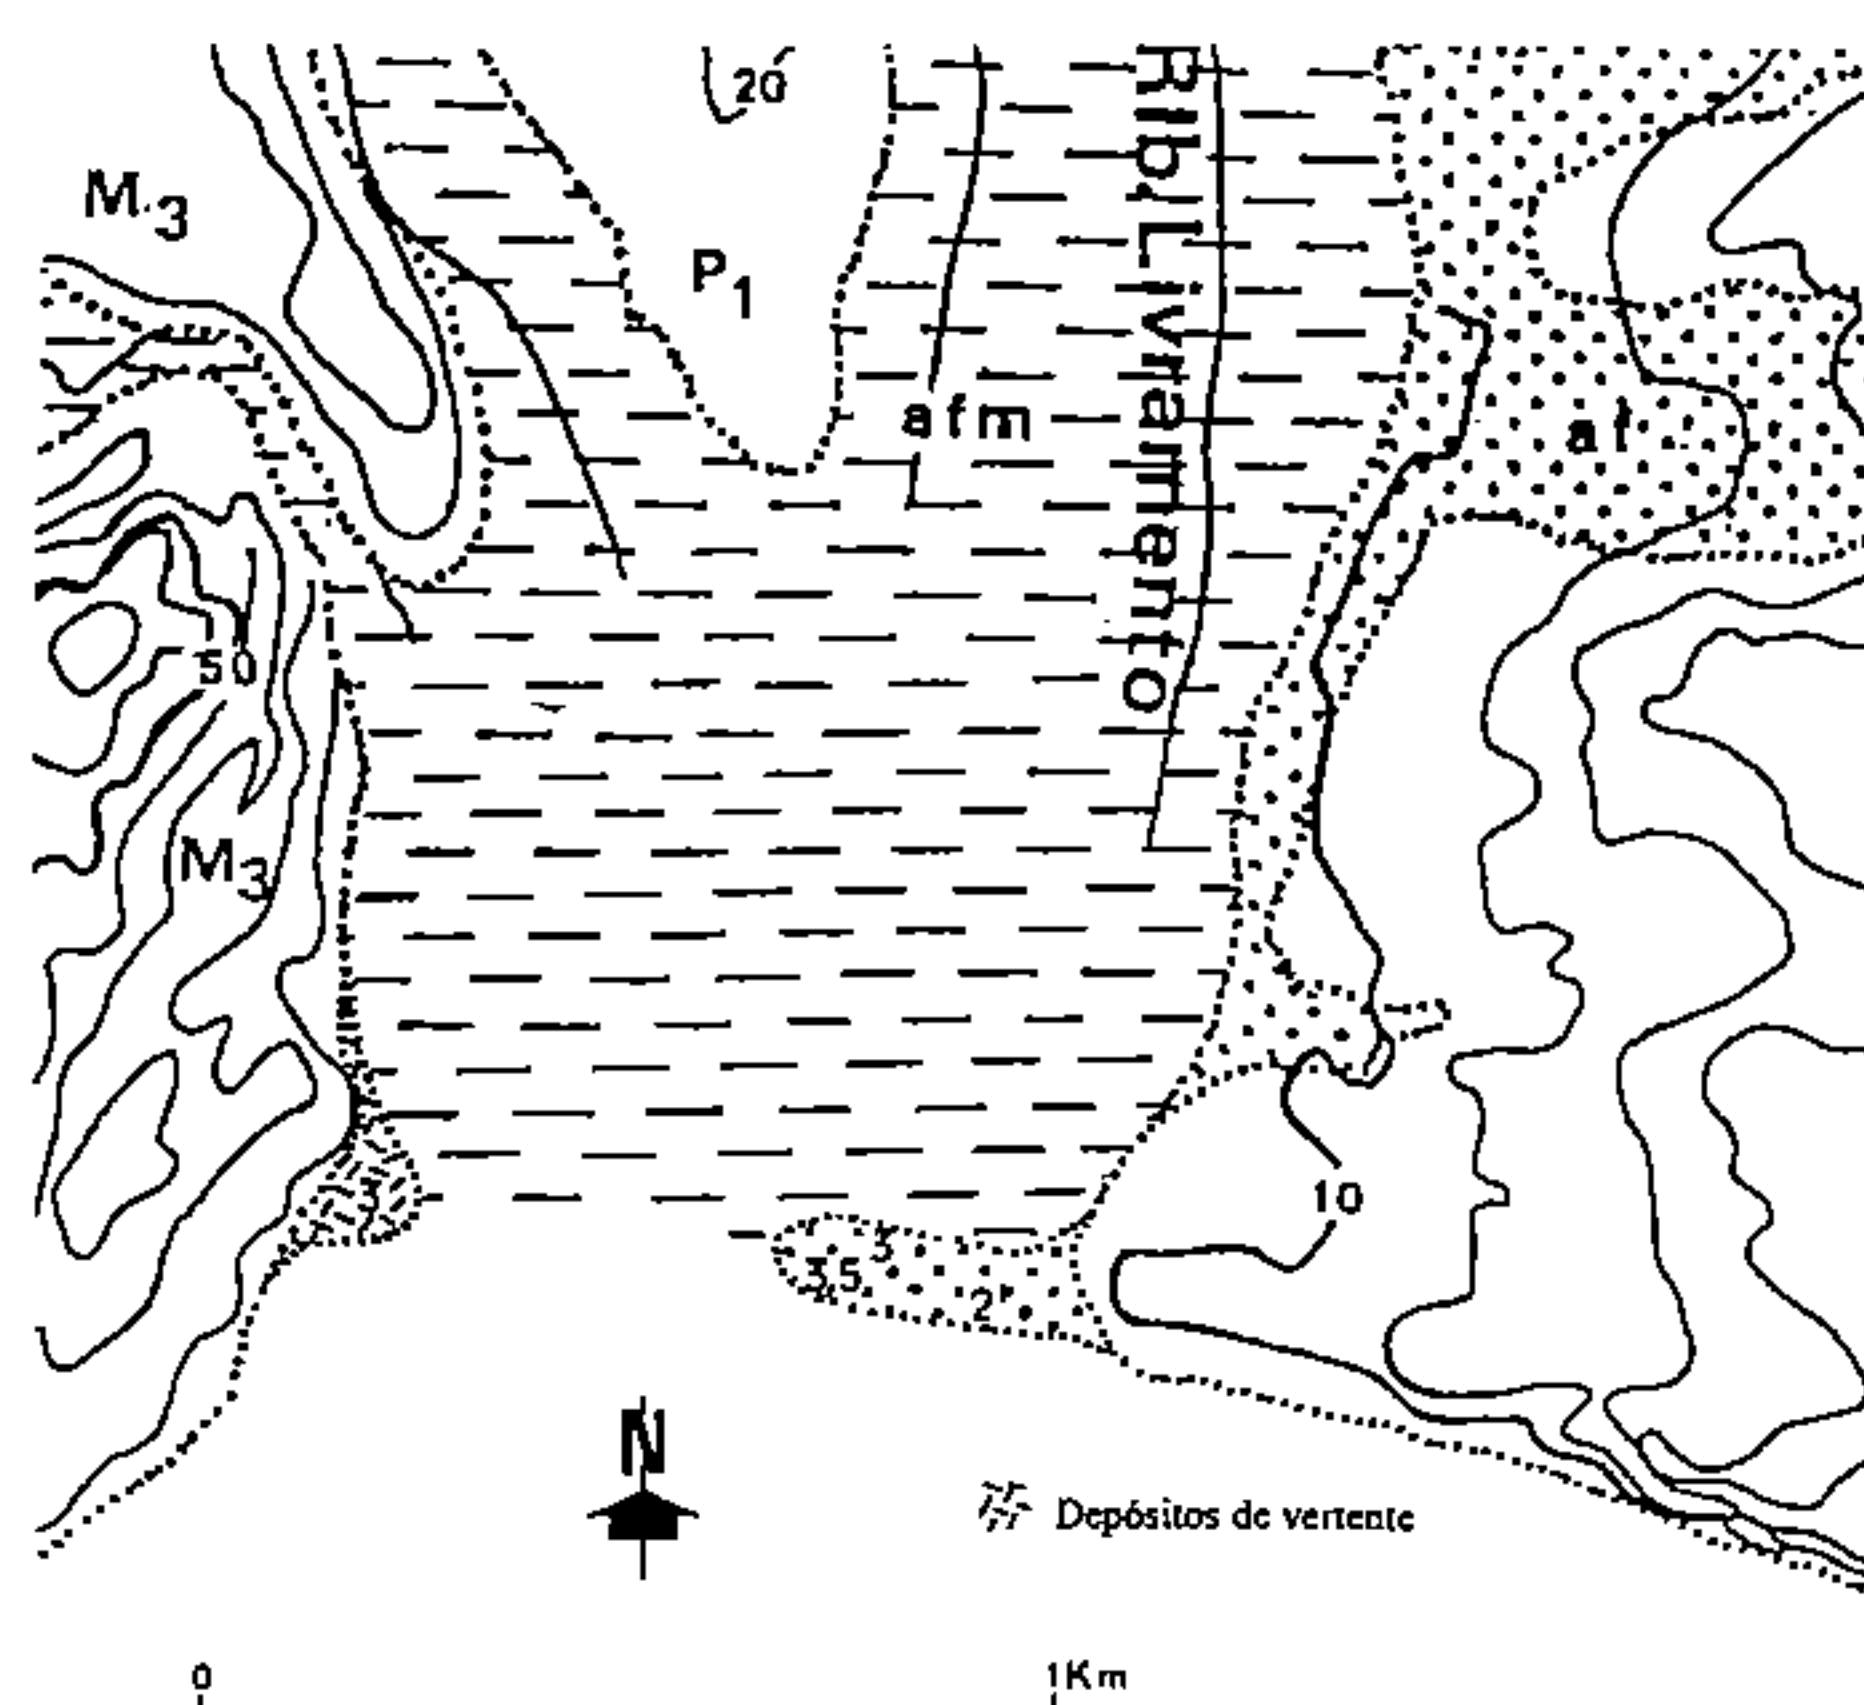 20
M3
P1
Rib. Livramento
afm
af
50
M3
10
3
3,5
2
N
Depósitos de vertente
0
1Km